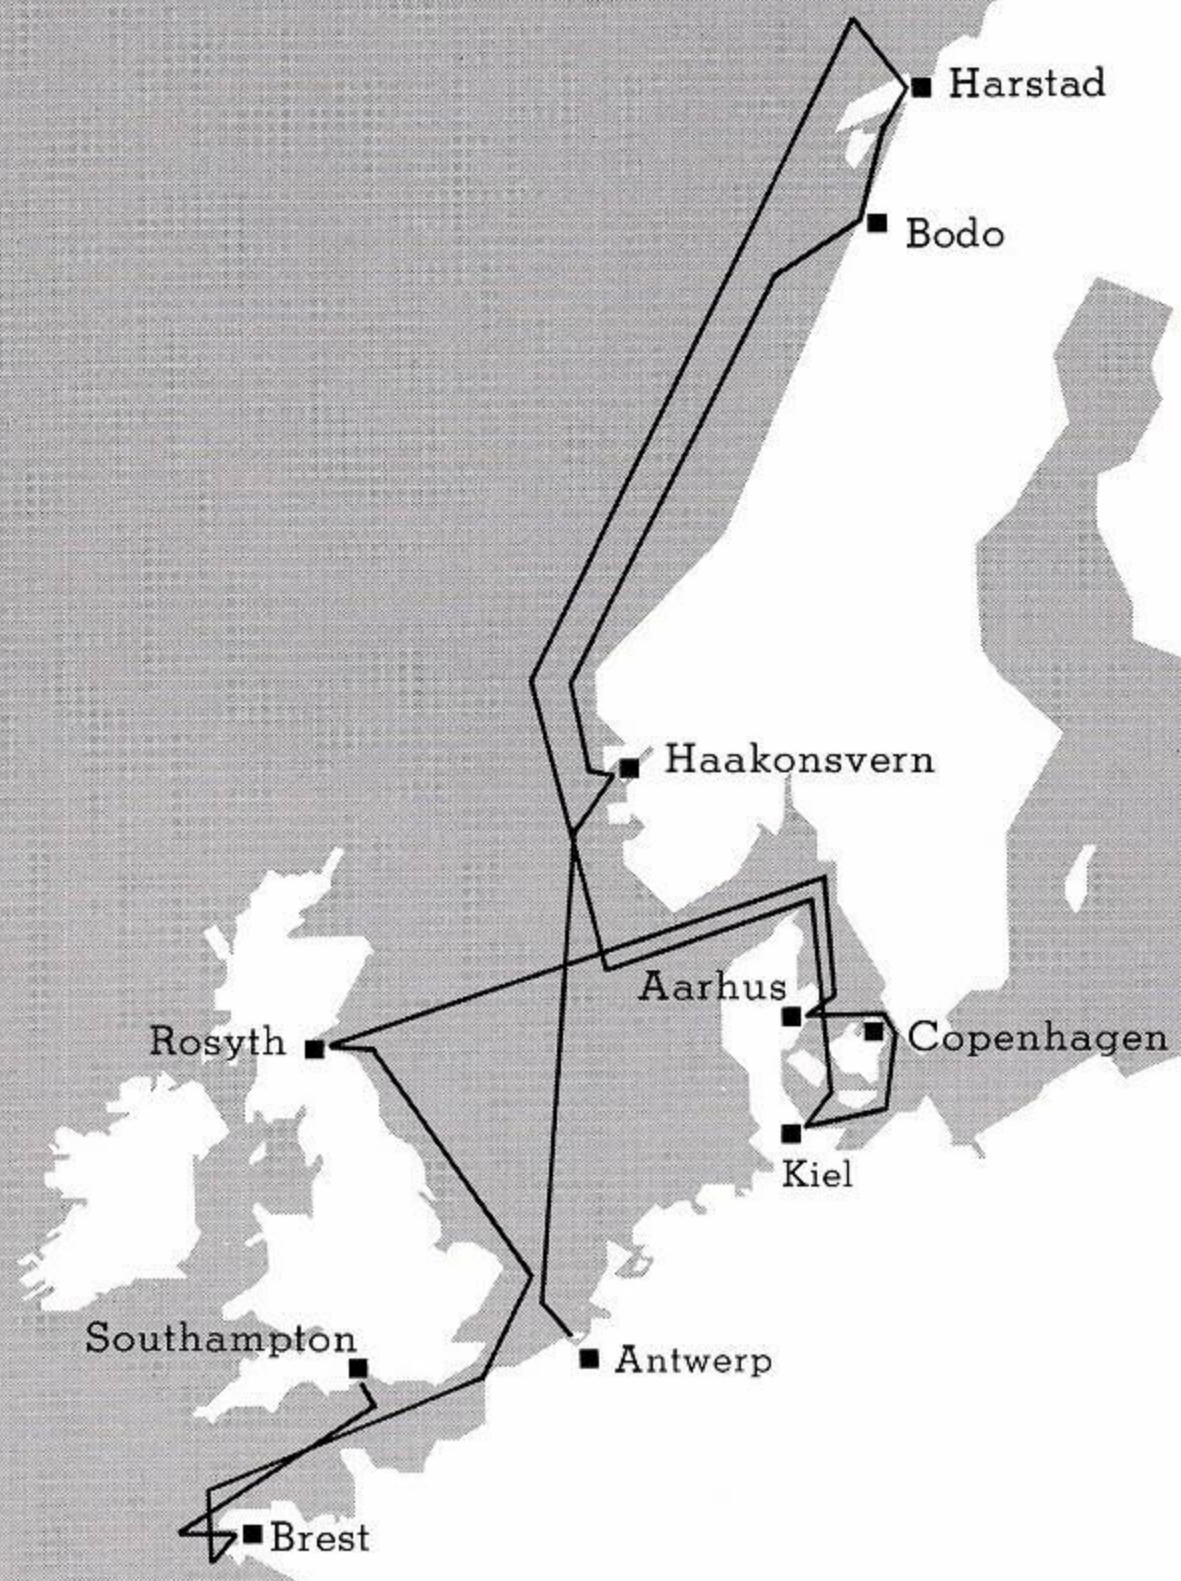 Harstad
Bodo
Haakonsvern
Aarhus
Rosyth
Copenhagen
Kiel
Southampton
Antwerp
Brest